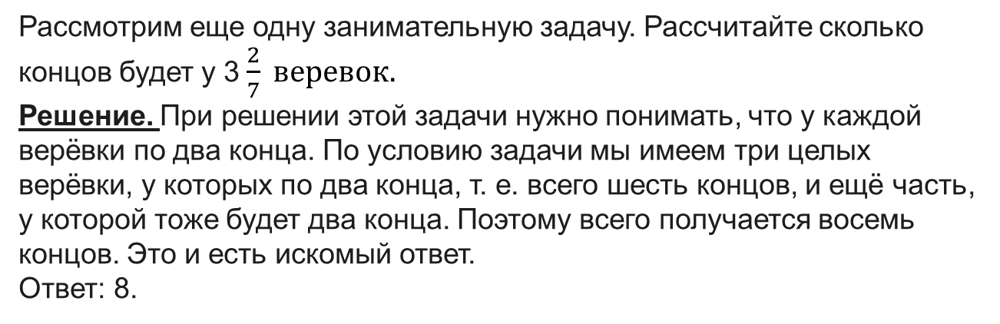 Рассмотрим еще одну занимательную задачу. Рассчитайте сколько
концов будет у 3 2/7 веревок.
Решение. При решении этой задачи нужно понимать, что у каждой
верёвки по два конца. По условию задачи мы имеем три целых
верёвки, у которых по два конца, т. е. всего шесть концов, и ещё часть,
у которой тоже будет два конца. Поэтому всего получается восемь
концов. Это и есть искомый ответ.
Ответ: 8.